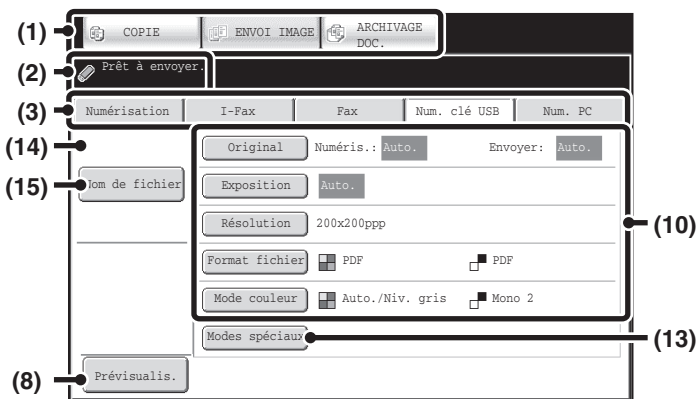 (1) COPIE ENVOI IMAGE ARCHIVAGE DOC.
(2) Prêt à envoyer.
(3) Numérisation I-Fax Fax Num. clé USB Num. PC
(14) Original Numéris.: Auto. Envoyer: Auto.
(15) Nom de fichier Exposition Auto.
Résolution 200x200ppp (10)
Format fichier PDF PDF
Mode couleur Auto./Niv. gris Mono 2
Modes spéciaux (13)
(8) Prévisualis.